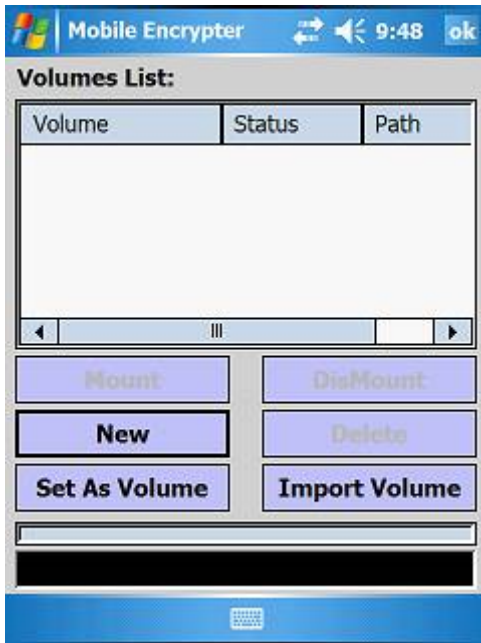 Mobile Encrypter 9:48 ok
Volumes List:
Volume Status Path
Mount DisMount
New Delete
Set As Volume Import Volume